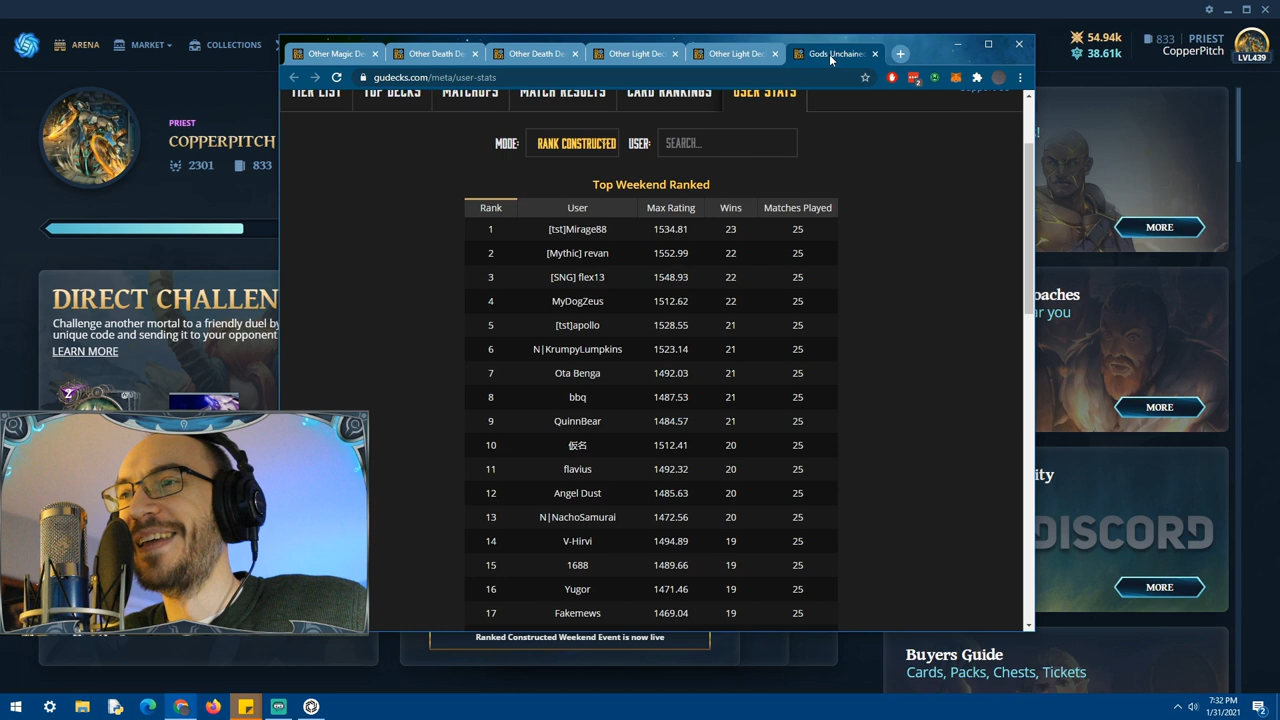 54.94k
38.61k
833
PRIEST
CopperPitch
LVL439
ARENA
MARKET
COLLECTIONS
Other Magic De
Other Death De
Other Death De
Other Light Dec
Other Light Dec
Gods Unchained
gudecks.com/meta/user-stats
TIER LIST
TOP DECKS
MATCHUPS
MATCH RESULTS
CARD RANKINGS
USER STATS
PRIEST
COPPERPITCH
2301
833
MODE:
RANK CONSTRUCTED
USER:
SEARCH...
Top Weekend Ranked
Rank User Max Rating Wins Matches Played
1 [tst]Mirage88 1534.81 23 25
2 [Mythic] revan 1552.99 22 25
3 [SNG] flex13 1548.93 22 25
4 MyDogZeus 1512.62 22 25
5 [tst]apollo 1528.55 21 25
6 N|KrumpyLumpkins 1523.14 21 25
7 Ota Benga 1492.03 21 25
8 bbq 1487.53 21 25
9 QuinnBear 1484.57 21 25
10 仮名 1512.41 20 25
11 flavius 1492.32 20 25
12 Angel Dust 1485.63 20 25
13 N|NachoSamurai 1472.56 20 25
14 V-Hirvi 1494.89 19 25
15 1688 1489.66 19 25
16 Yugor 1471.46 19 25
17 Fakemews 1469.04 19 25
DIRECT CHALLEN
Challenge another mortal to a friendly duel by
unique code and sending it to your opponent
LEARN MORE
2
Ranked Constructed Weekend Event is now live
MORE
oaches
r you
MORE
ity
DISCORD
MORE
Buyers Guide
Cards, Packs, Chests, Tickets
7:32 PM
1/31/2021
2